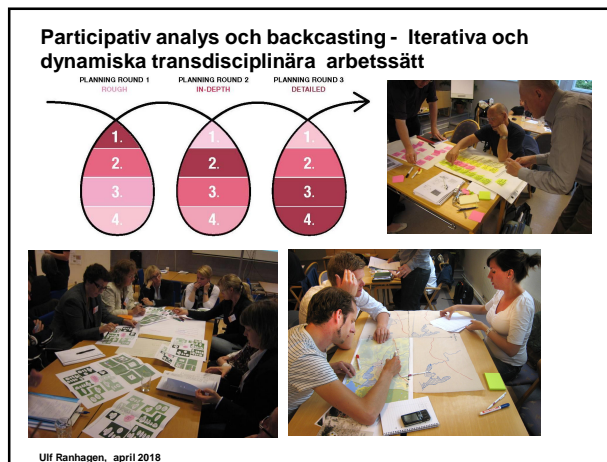 Participativ analys och backcasting - Iterativa och
dynamiska transdisciplinära arbetssätt
PLANNING ROUND 1
ROUGH
PLANNING ROUND 2
IN-DEPTH
PLANNING ROUND 3
DETAILED
1.
2.
3.
4.
1.
2.
3.
4.
1.
2.
3.
4.
Ulf Ranhagen, april 2018